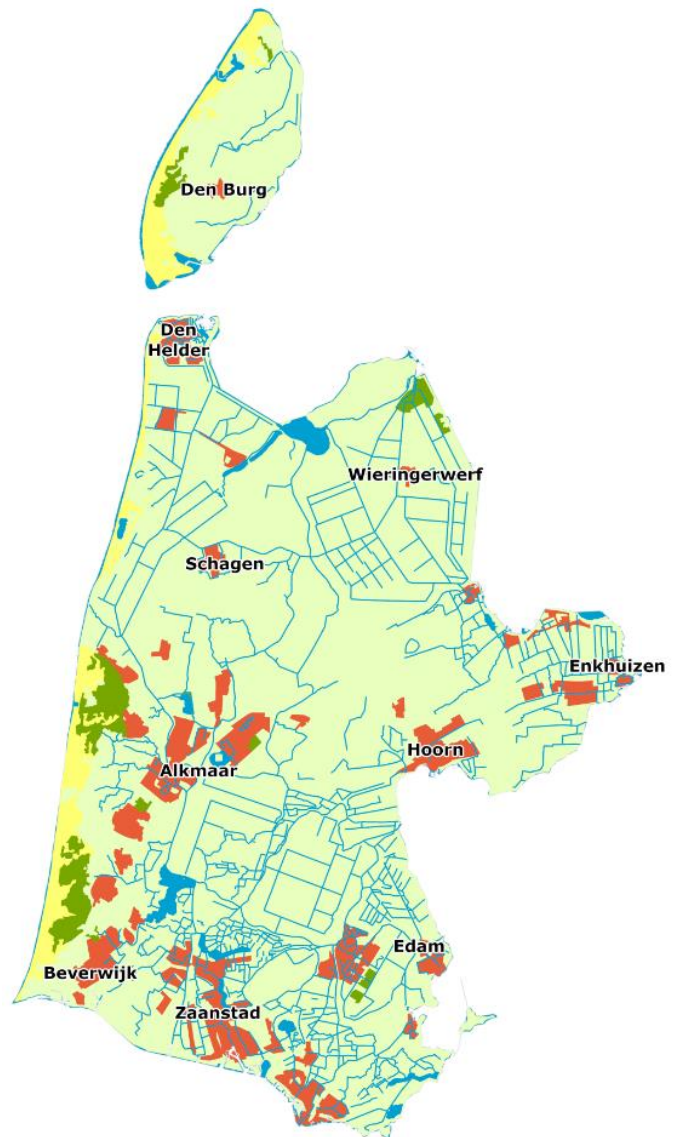 Den Burg
Den
Helder
Wieringerwerf
Schagen
Enkhuizen
Hoorn
Alkmaar
Edam
Beverwijk
Zaanstad